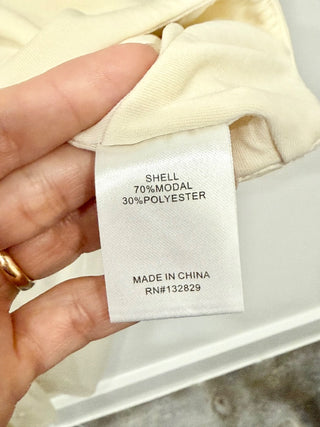 SHELL
70%MODAL
30%POLYESTER
MADE IN CHINA
RN#132829